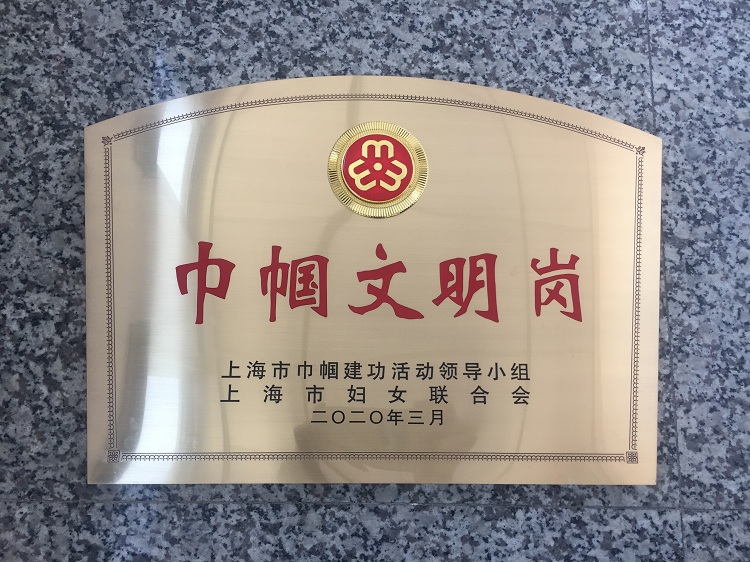 巾帼文明岗
上海市巾帼建功活动领导小组
上海市妇女联合会
二〇二〇年三月